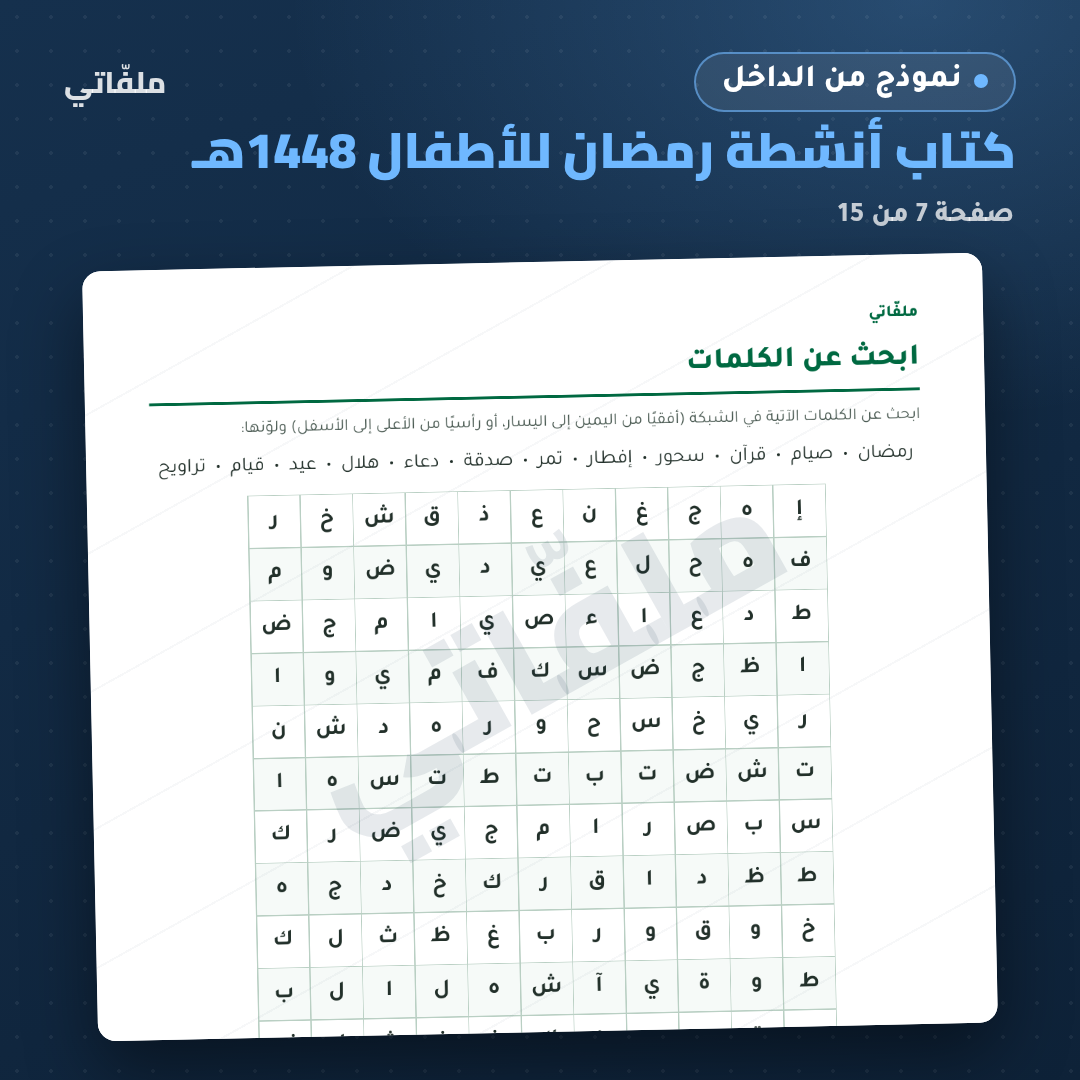 نموذج من الداخل
ملفّاتي
كتاب أنشطة رمضان للأطفال 1448هـ
صفحة 7 من 15
ملفّاتي
ابحث عن الكلمات
ابحث عن الكلمات الآتية في الشبكة (أفقيًا من اليمين إلى اليسار، أو رأسيًا من الأعلى إلى الأسفل) ولوّنها:
رمضان • صيام • قرآن • سحور • إفطار • تمر • صدقة • دعاء • هلال • عيد • قيام • تراويح
إ ه ج غ ن ع ذ ق ش خ ر
ف ه ح ل ع ي د ي ض و م
ط د ع ا ء ص ي ا م ج ض
ا ظ ج ض س ك ف م ي و ا
ر ي خ س ح و ر ه د ش ن
ت ش ض ت ب ت ط ت س ه ا
س ب ص ر ا م ج ي ض ر ك
ط ظ د ا ق ر ك خ د ج ه
خ و ق و ر ب غ ظ ث ل ك
ط و ة ي آ ش ه ل ا ل ب
ملفّاتي